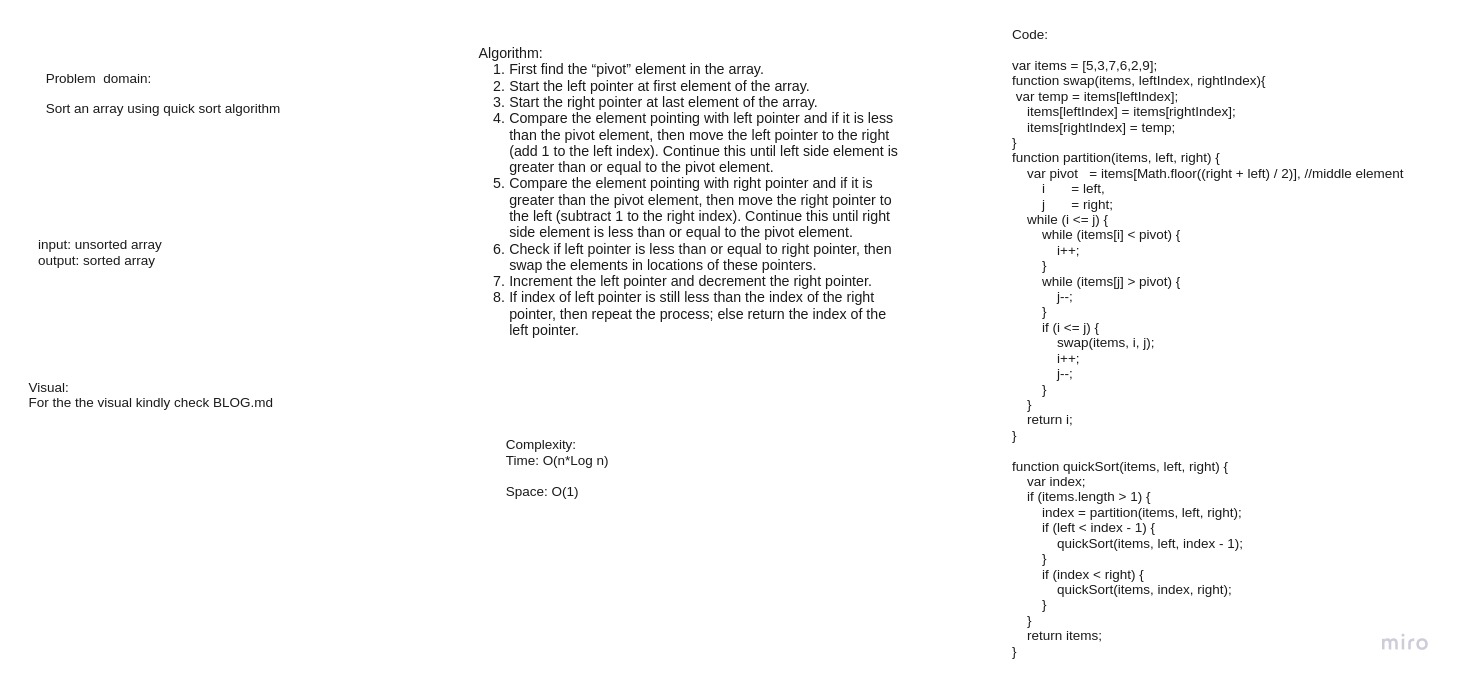 Problem  domain:
Sort an array using quick sort algorithm
input: unsorted array
output: sorted array
Visual:
For the the visual kindly check BLOG.md
Algorithm:
1. First find the “pivot” element in the array.
2. Start the left pointer at first element of the array.
3. Start the right pointer at last element of the array.
4. Compare the element pointing with left pointer and if it is less
than the pivot element, then move the left pointer to the right
(add 1 to the left index). Continue this until left side element is
greater than or equal to the pivot element.
5. Compare the element pointing with right pointer and if it is
greater than the pivot element, then move the right pointer to
the left (subtract 1 to the right index). Continue this until right
side element is less than or equal to the pivot element.
6. Check if left pointer is less than or equal to right pointer, then
swap the elements in locations of these pointers.
7. Increment the left pointer and decrement the right pointer.
8. If index of left pointer is still less than the index of the right
pointer, then repeat the process; else return the index of the
left pointer.
Complexity:
Time: O(n*Log n)
Space: O(1)
Code:
var items = [5,3,7,6,2,9];
function swap(items, leftIndex, rightIndex){
 var temp = items[leftIndex];
    items[leftIndex] = items[rightIndex];
    items[rightIndex] = temp;
}
function partition(items, left, right) {
    var pivot   = items[Math.floor((right + left) / 2)], //middle element
        i       = left,
        j       = right;
    while (i <= j) {
        while (items[i] < pivot) {
            i++;
        }
        while (items[j] > pivot) {
            j--;
        }
        if (i <= j) {
            swap(items, i, j);
            i++;
            j--;
        }
    }
    return i;
}
function quickSort(items, left, right) {
    var index;
    if (items.length > 1) {
        index = partition(items, left, right);
        if (left < index - 1) {
            quickSort(items, left, index - 1);
        }
        if (index < right) {
            quickSort(items, index, right);
        }
    }
    return items;
}
miro